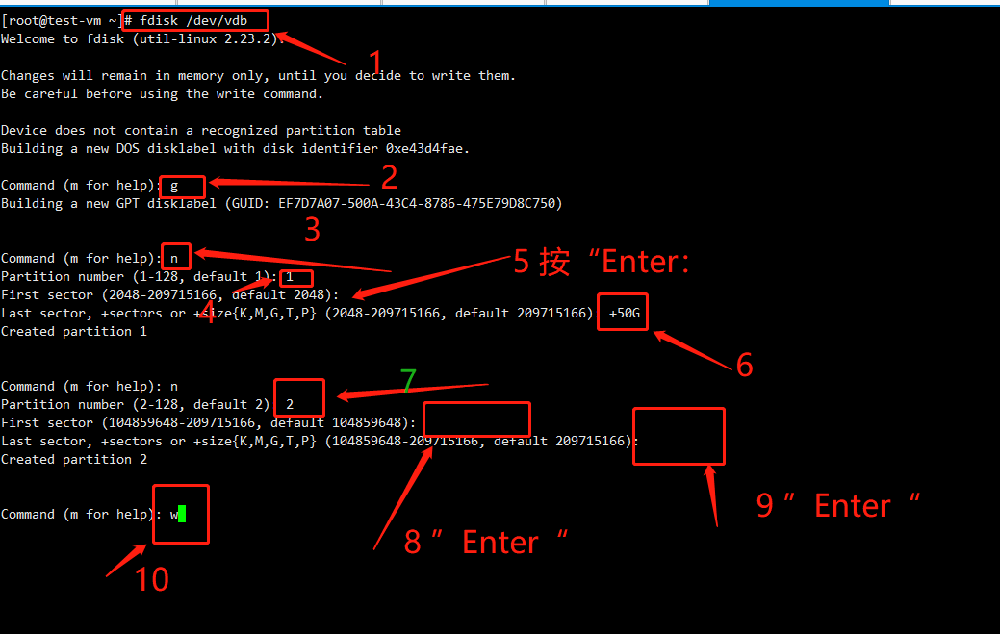 [root@test-vm ~]# fdisk /dev/vdb
Welcome to fdisk (util-linux 2.23.2).
1
Changes will remain in memory only, until you decide to write them.
Be careful before using the write command.
Device does not contain a recognized partition table
Building a new DOS disklabel with disk identifier 0xe43d4fae.
Command (m for help): g
2
Building a new GPT disklabel (GUID: EF7D7A07-500A-43C4-8786-475E79D8C750)
3
Command (m for help): n
5 按“Enter：
Partition number (1-128, default 1): 1
First sector (2048-209715166, default 2048):
4
Last sector, +sectors or +size{K,M,G,T,P} (2048-209715166, default 209715166) +50G
Created partition 1
6
7
Command (m for help): n
Partition number (2-128, default 2) 2
First sector (104859648-209715166, default 104859648):
Last sector, +sectors or +size{K,M,G,T,P} (104859648-209715166, default 209715166):
Created partition 2
9 ”Enter“
Command (m for help): w
8 ”Enter“
10